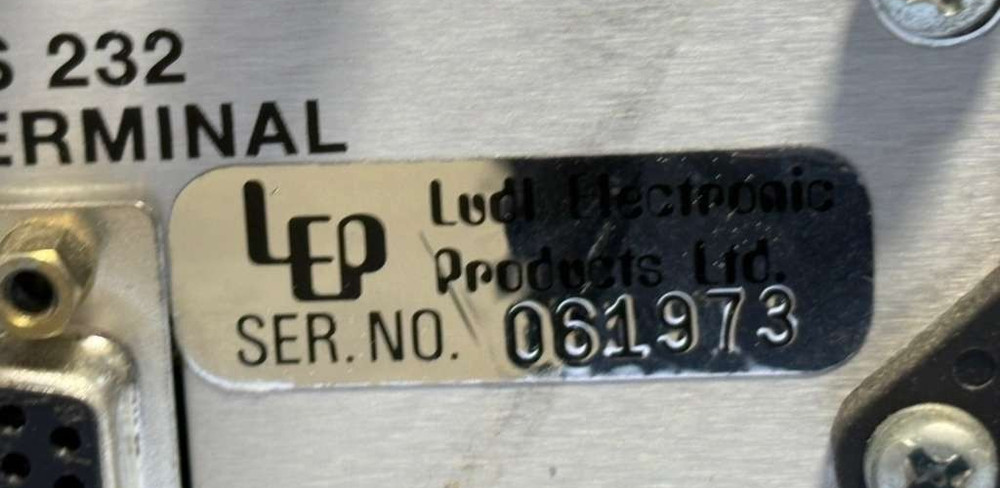 S 232
ERMINAL
LEP
Ludl Electronic
Products Ltd.
SER. NO. 061973